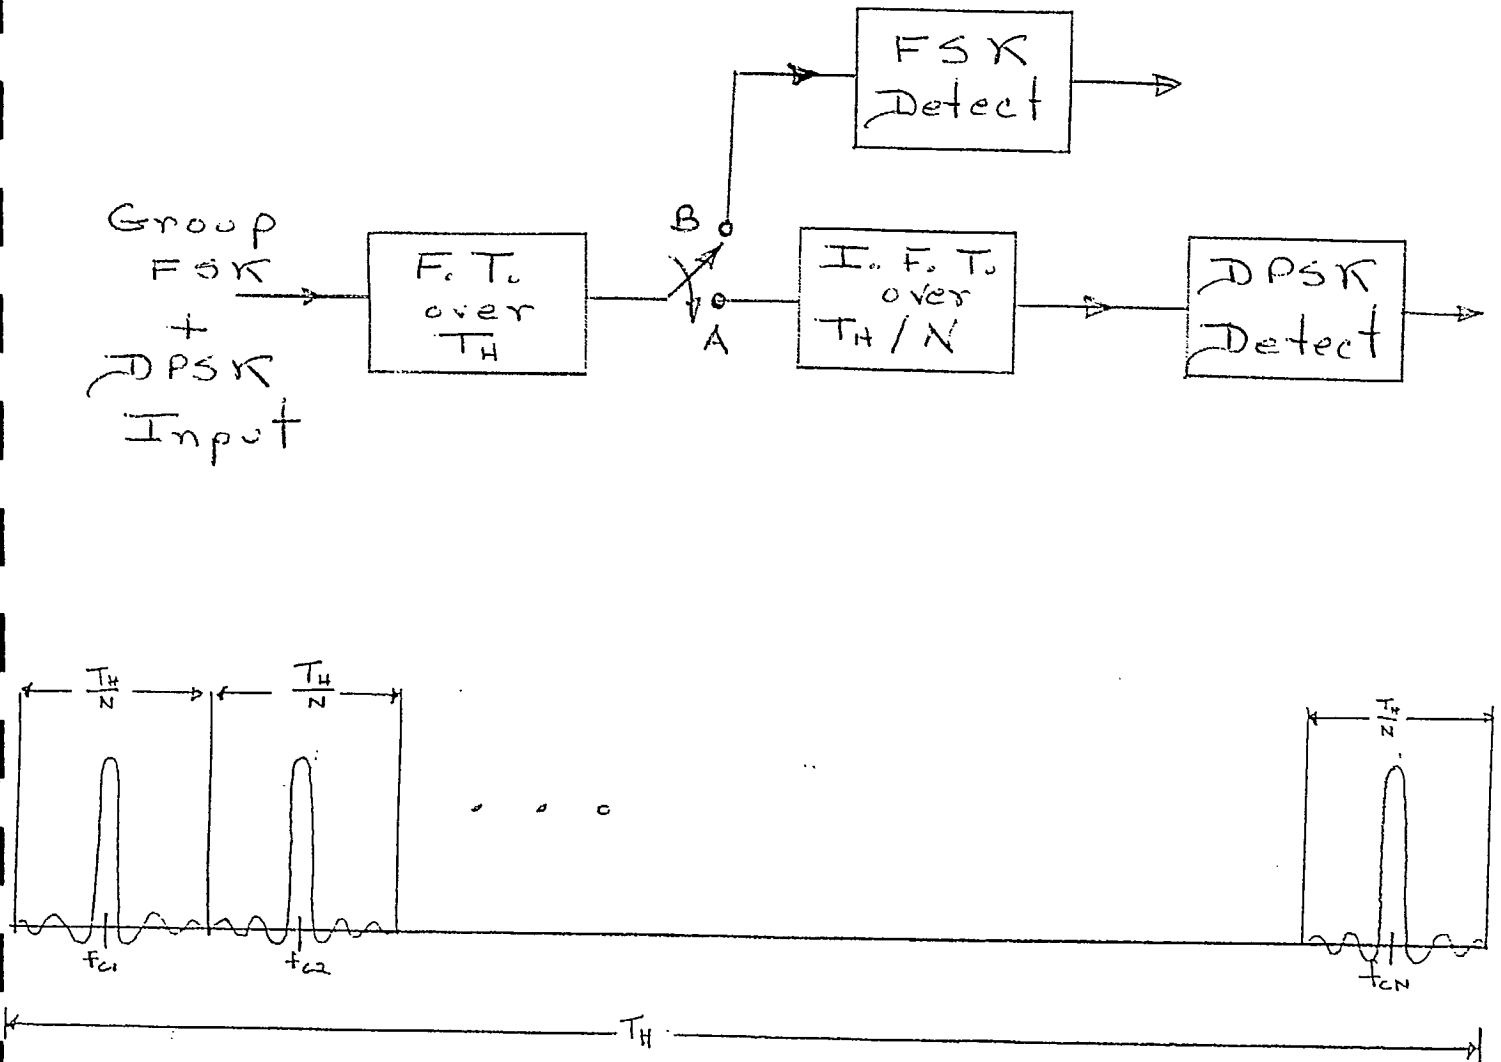 FSK
Detect
Group
FSK
+
DPSK
Input
F. T.
over
TH
B
A
I. F. T.
over
TH / N
DPSK
Detect
TH
N
TH
N
TH
N
fc1
fc2
fcN
TH